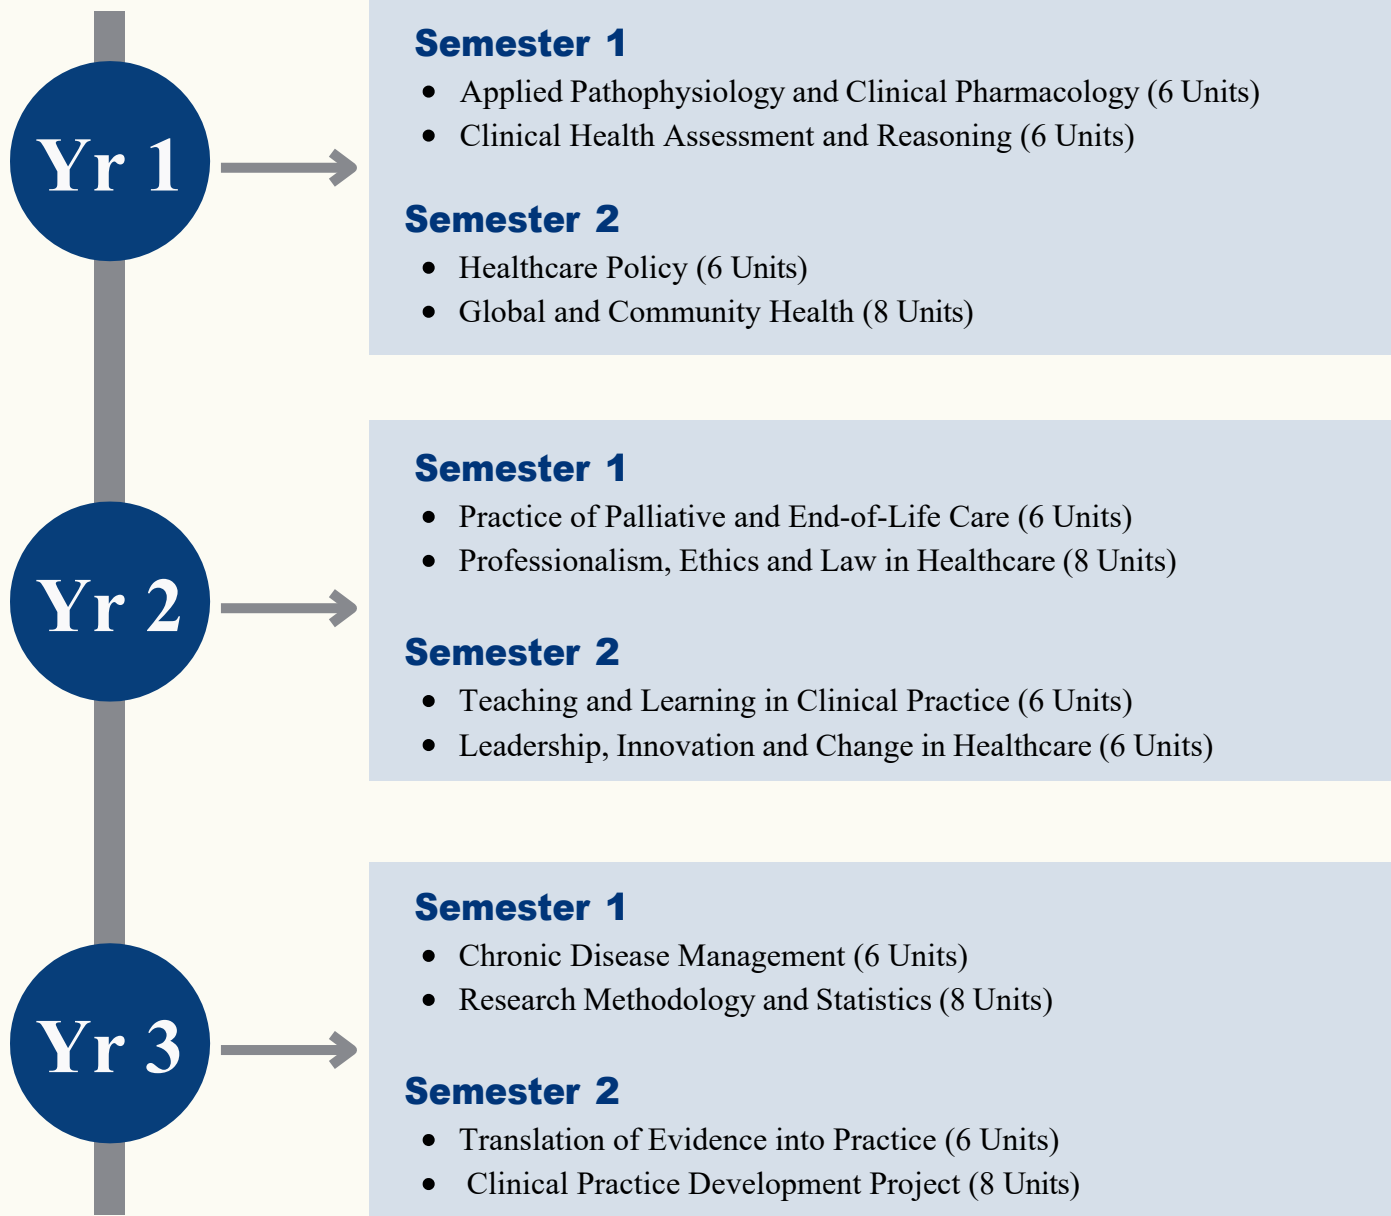 Yr 1
Semester 1
• Applied Pathophysiology and Clinical Pharmacology (6 Units)
• Clinical Health Assessment and Reasoning (6 Units)
Semester 2
• Healthcare Policy (6 Units)
• Global and Community Health (8 Units)
Yr 2
Semester 1
• Practice of Palliative and End-of-Life Care (6 Units)
• Professionalism, Ethics and Law in Healthcare (8 Units)
Semester 2
• Teaching and Learning in Clinical Practice (6 Units)
• Leadership, Innovation and Change in Healthcare (6 Units)
Yr 3
Semester 1
• Chronic Disease Management (6 Units)
• Research Methodology and Statistics (8 Units)
Semester 2
• Translation of Evidence into Practice (6 Units)
• Clinical Practice Development Project (8 Units)